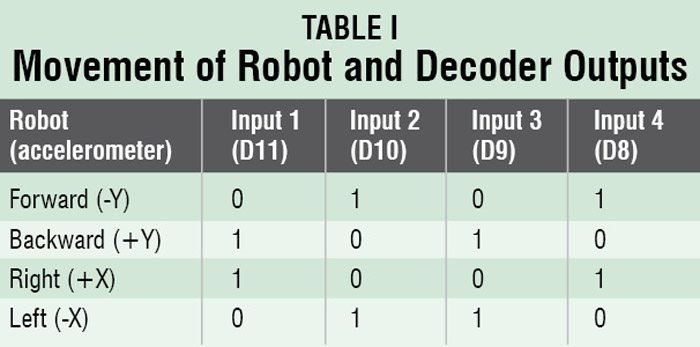 TABLE I
Movement of Robot and Decoder Outputs
Robot (accelerometer) Input 1 (D11) Input 2 (D10) Input 3 (D9) Input 4 (D8)
Forward (-Y) 0 1 0 1
Backward (+Y) 1 0 1 0
Right (+X) 1 0 0 1
Left (-X) 0 1 1 0